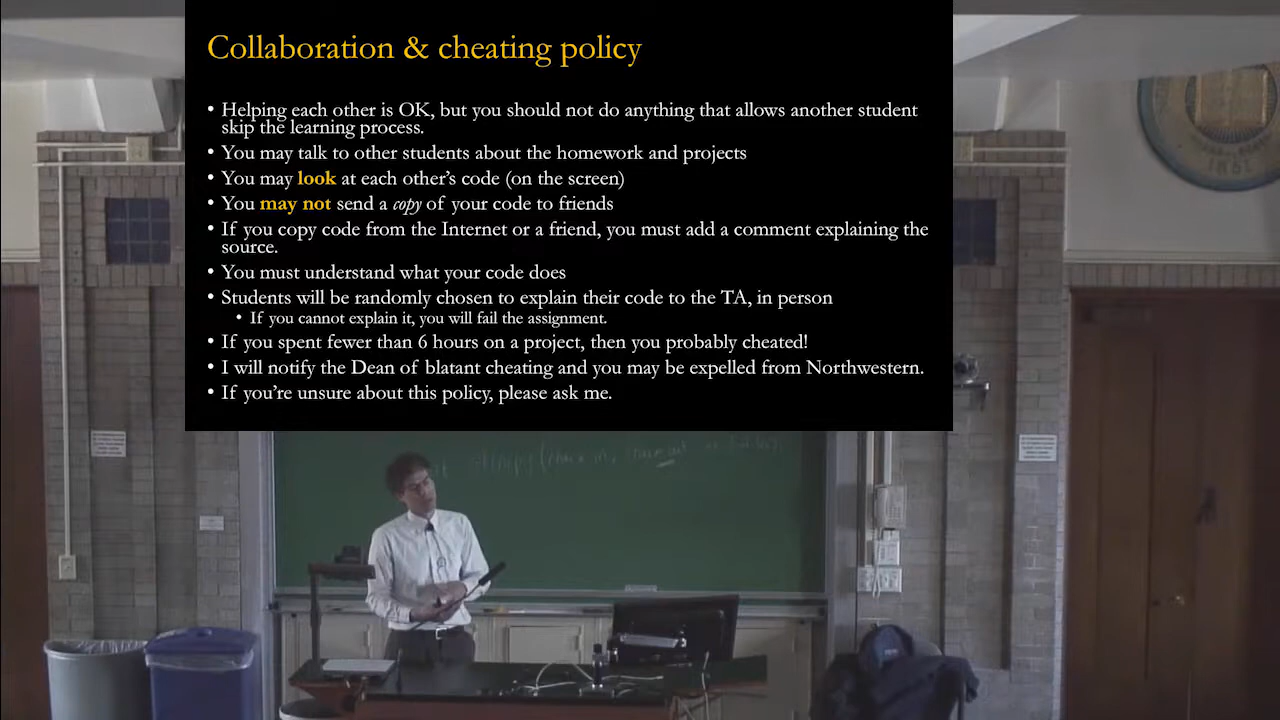 Collaboration & cheating policy
• Helping each other is OK, but you should not do anything that allows another student
skip the learning process.
• You may talk to other students about the homework and projects
• You may look at each other's code (on the screen)
• You may not send a copy of your code to friends
• If you copy code from the Internet or a friend, you must add a comment explaining the
source.
• You must understand what your code does
• Students will be randomly chosen to explain their code to the TA, in person
• If you cannot explain it, you will fail the assignment.
• If you spent fewer than 6 hours on a project, then you probably cheated!
• I will notify the Dean of blatant cheating and you may be expelled from Northwestern.
• If you're unsure about this policy, please ask me.
1851